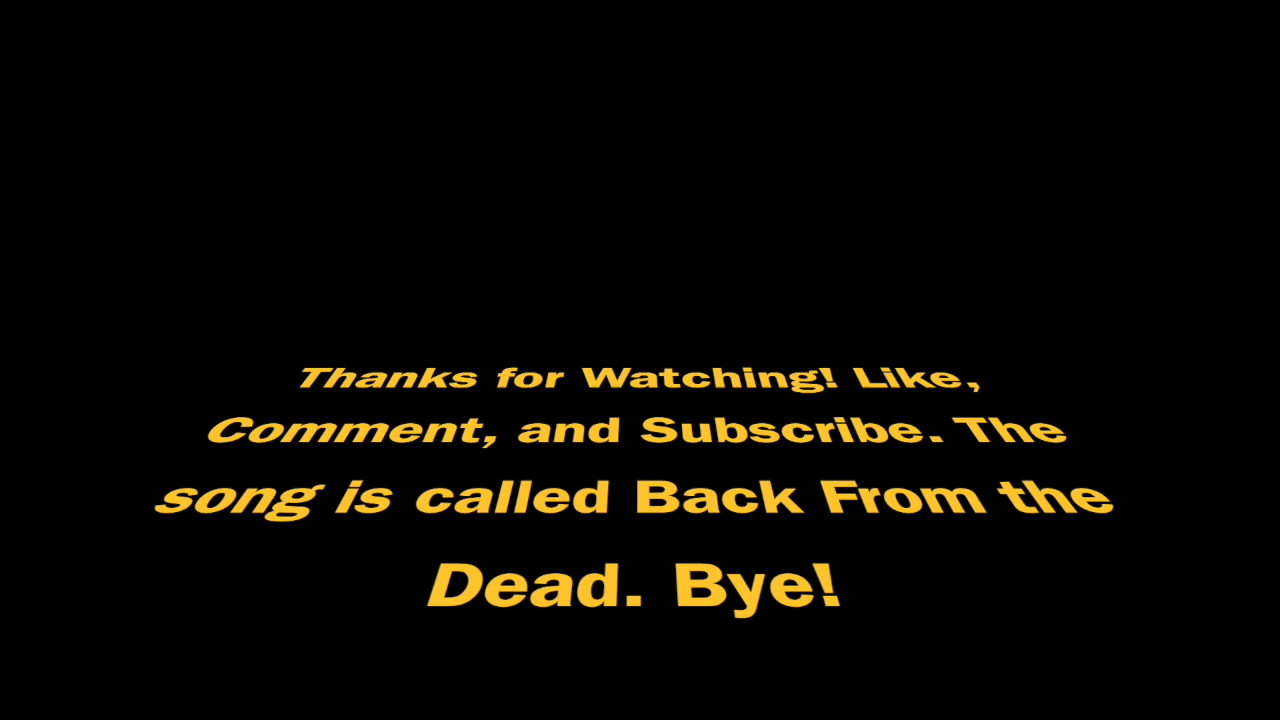 Thanks for Watching! Like,
Comment, and Subscribe. The
song is called Back From the
Dead. Bye!